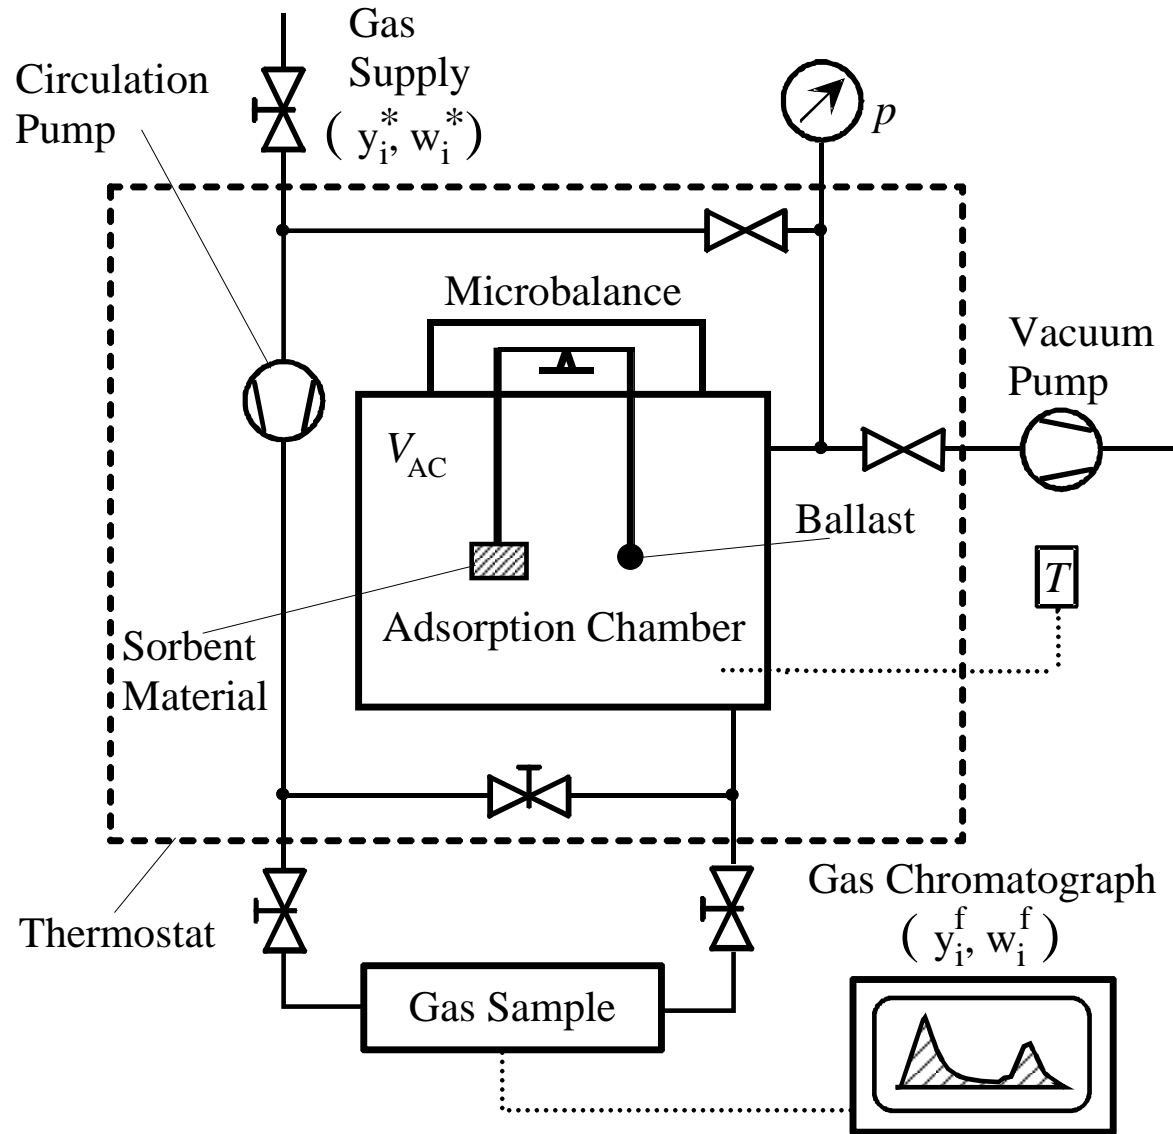 Gas
Supply
( y_i^*, w_i^* )
Circulation
Pump
p
Microbalance
Vacuum
Pump
V_AC
Ballast
T
Adsorption Chamber
Sorbent
Material
Thermostat
Gas Chromatograph
( y_i^f, w_i^f )
Gas Sample